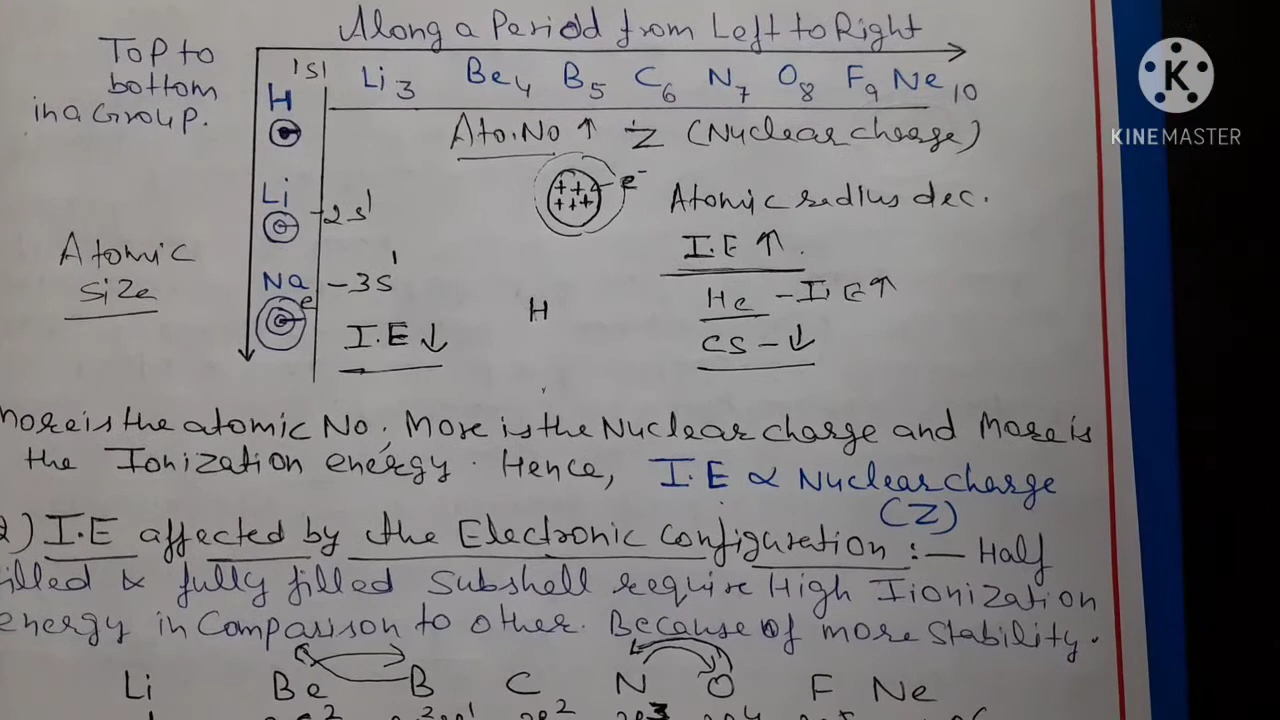 Along a Period from Left to Right
Top to
bottom
in a Group.
1s1
H
Li3 Be4 B5 C6 N7 O8 F9 Ne10
Ato.No ↑ Z (Nuclear charge)
Li
-2s1
++
+++
e-
Atomic radius dec.
I.E ↑
Atomic
size
Na -3s1
e
I.E ↓
H
He - I E ↑
CS - ↓
more is the atomic No, More is the Nuclear charge and More is
the Ionization energy. Hence, I.E ∝ Nuclear charge
(Z)
2) I.E affected by the Electronic Configuration :— Half
filled & fully filled Subshell require High Iionization
energy in Comparison to other. Because of more stability.
Li Be B C N O F Ne
K
KINEMASTER